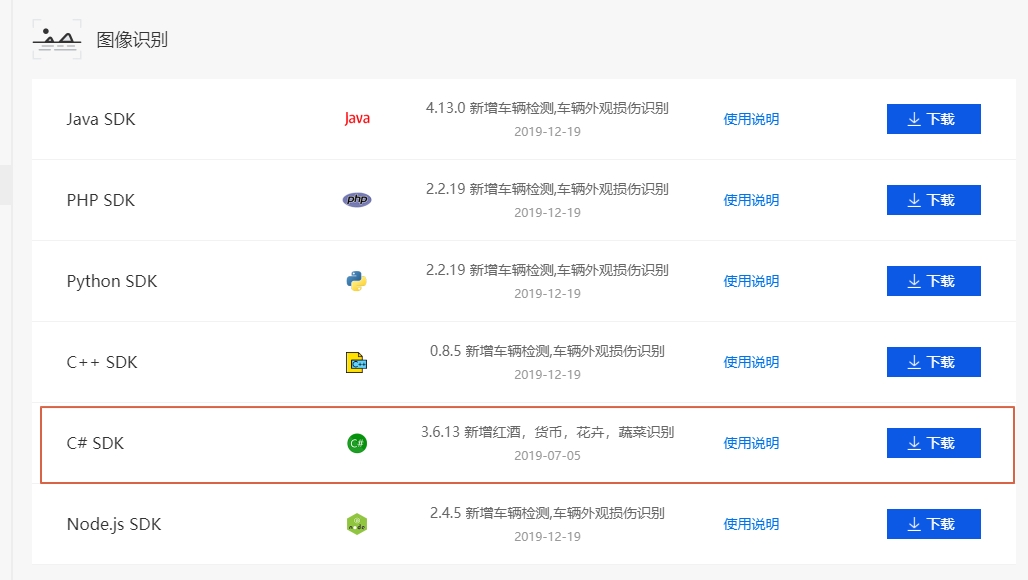 图像识别
Java SDK
Java
4.13.0 新增车辆检测,车辆外观损伤识别
2019-12-19
使用说明
下载
PHP SDK
php
2.2.19 新增车辆检测,车辆外观损伤识别
2019-12-19
使用说明
下载
Python SDK
2.2.19 新增车辆检测,车辆外观损伤识别
2019-12-19
使用说明
下载
C++ SDK
C++
0.8.5 新增车辆检测,车辆外观损伤识别
2019-12-19
使用说明
下载
C# SDK
C#
3.6.13 新增红酒，货币，花卉，蔬菜识别
2019-07-05
使用说明
下载
Node.js SDK
node
2.4.5 新增车辆检测,车辆外观损伤识别
2019-12-19
使用说明
下载